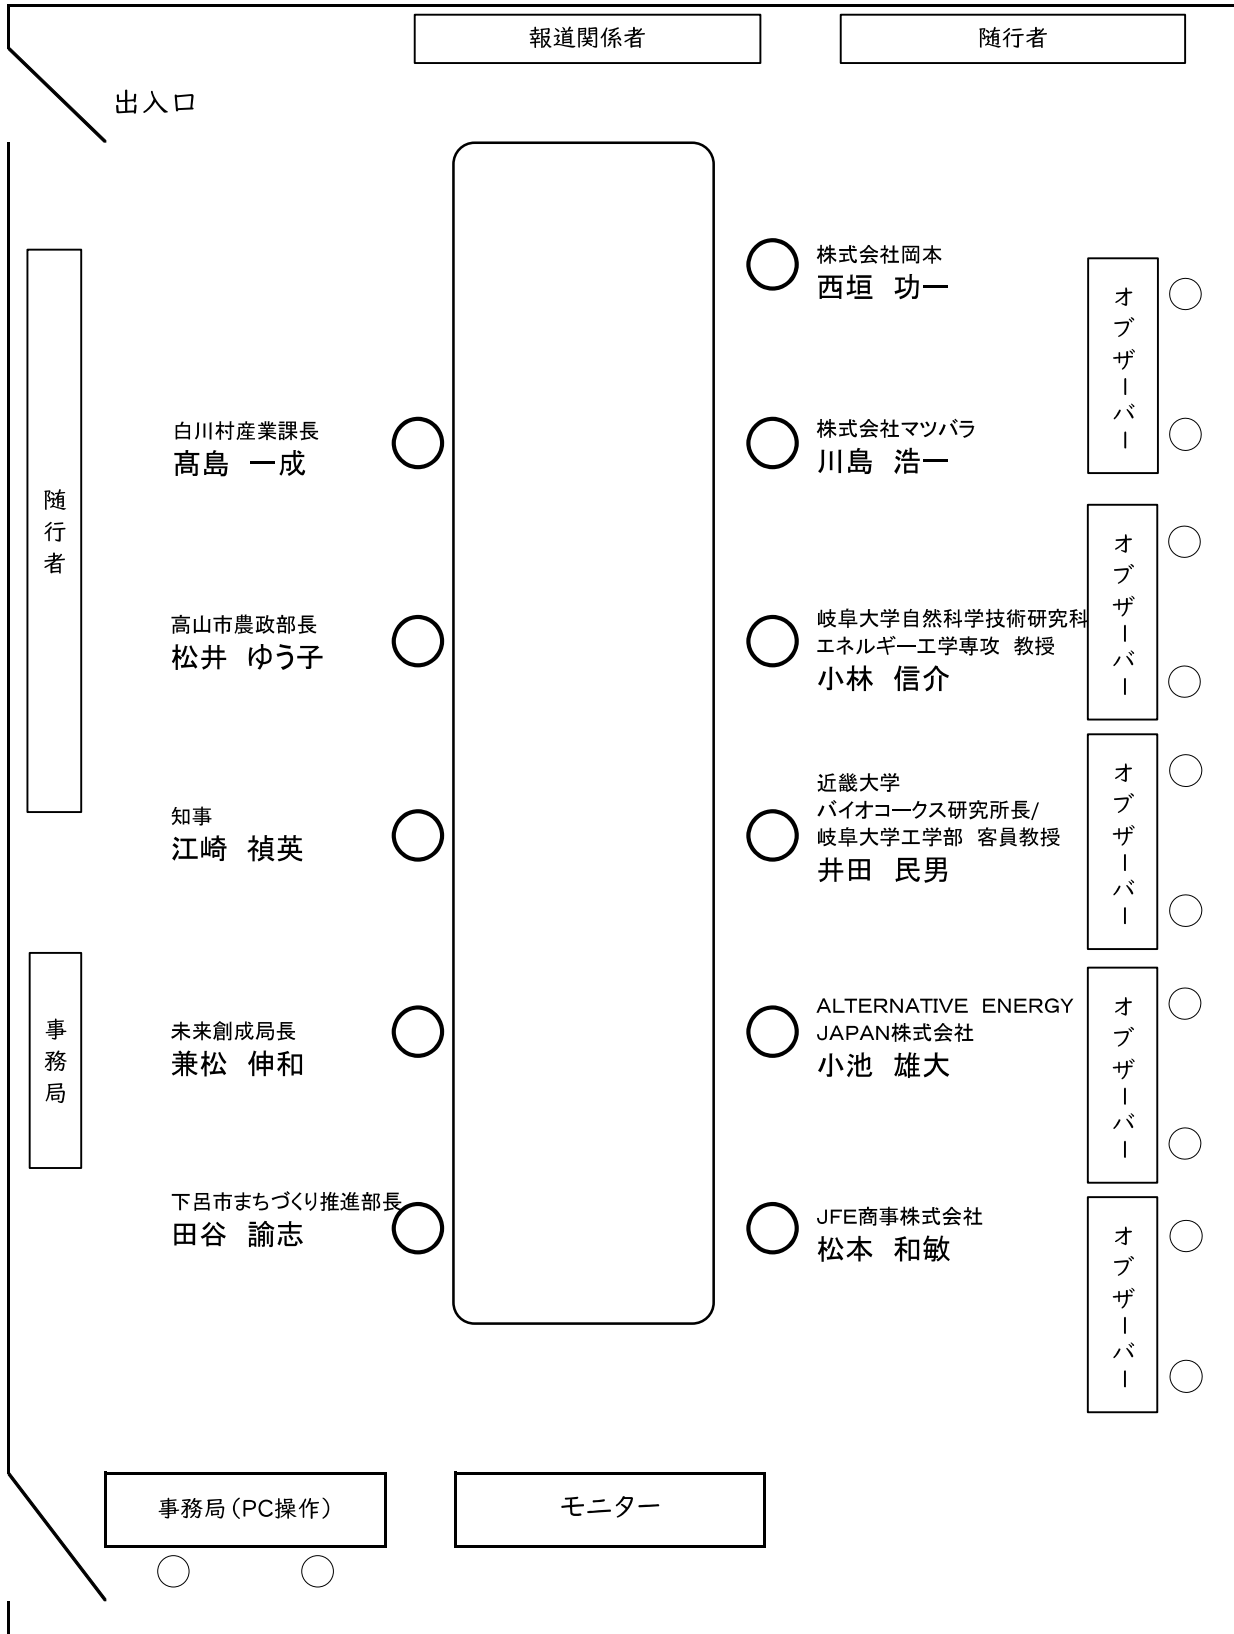 報道関係者
随行者
出入口
株式会社岡本
西垣　功一
白川村産業課長
髙島　一成
株式会社マツバラ
川島　浩一
高山市農政部長
松井　ゆう子
岐阜大学自然科学技術研究科
エネルギー工学専攻 教授
小林　信介
知事
江崎　禎英
近畿大学
バイオコークス研究所長/
岐阜大学工学部 客員教授
井田　民男
未来創成局長
兼松　伸和
ALTERNATIVE ENERGY
JAPAN株式会社
小池　雄大
下呂市まちづくり推進部長
田谷　諭志
JFE商事株式会社
松本　和敏
随行者
事務局
オブザーバー
オブザーバー
オブザーバー
オブザーバー
オブザーバー
事務局(PC操作)
モニター